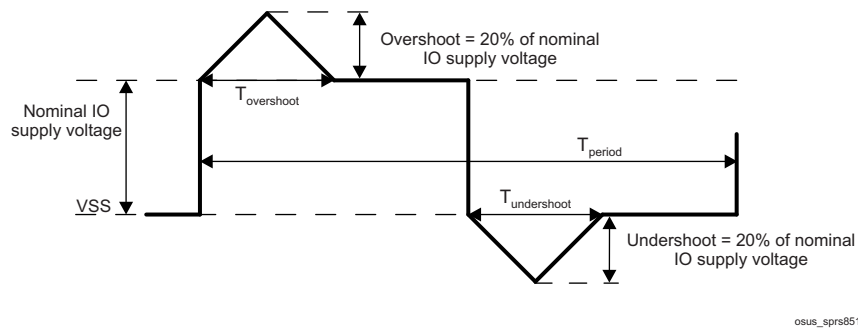 Overshoot = 20% of nominal
IO supply voltage
Nominal IO
supply voltage
Tovershoot
Tperiod
VSS
Tundershoot
Undershoot = 20% of nominal
IO supply voltage
osus_sprs851